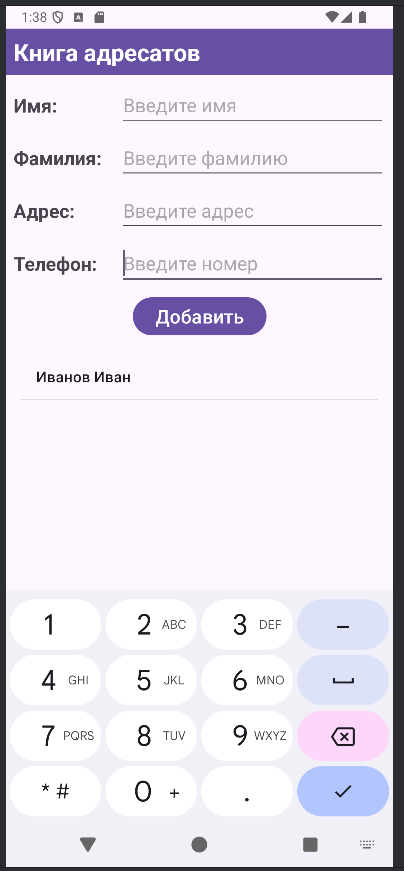 1:38
Книга адресатов
Имя: Введите имя
Фамилия: Введите фамилию
Адрес: Введите адрес
Телефон: Введите номер
Добавить
Иванов Иван
1 2 ABC 3 DEF –
4 GHI 5 JKL 6 MNO
7 PQRS 8 TUV 9 WXYZ
* # 0 + .